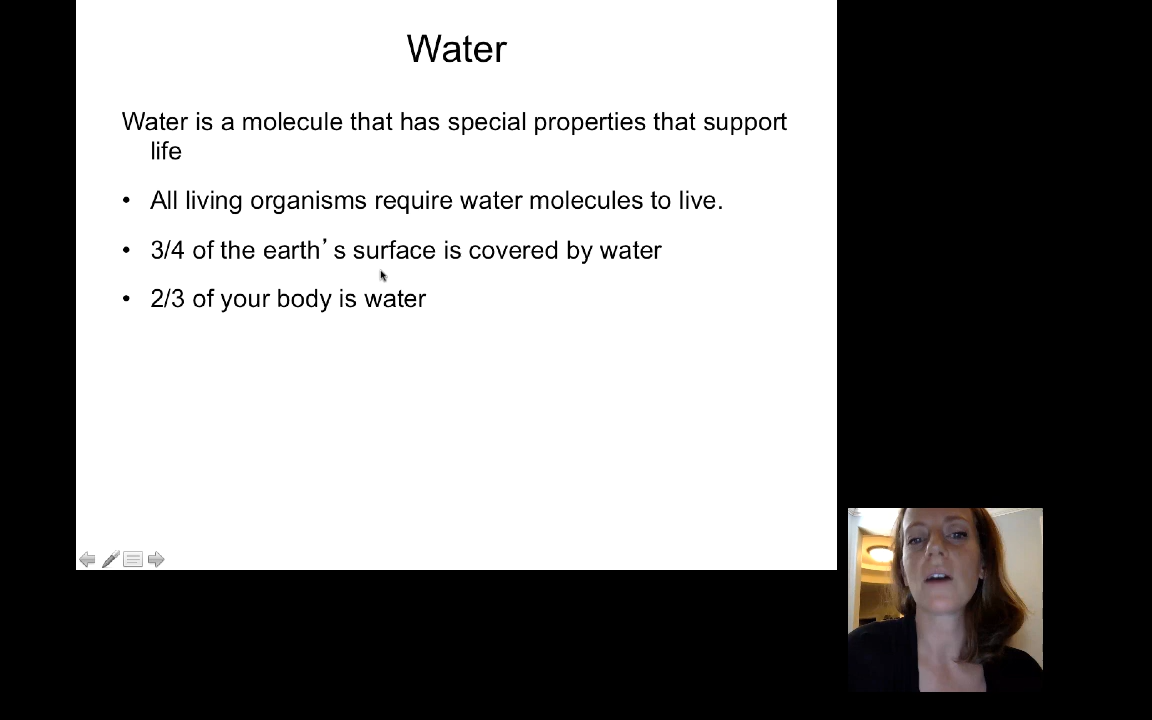 Water
Water is a molecule that has special properties that support
life
• All living organisms require water molecules to live.
• 3/4 of the earth’s surface is covered by water
• 2/3 of your body is water